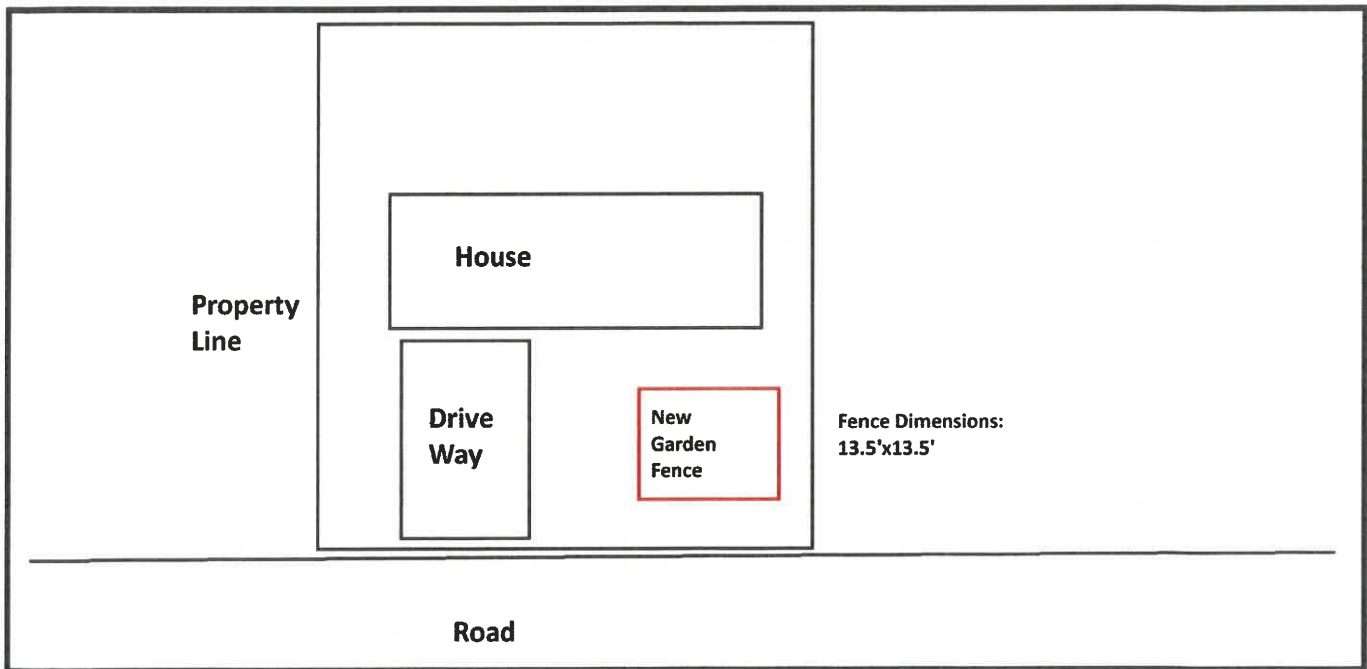 House
Property
Line
Drive
Way
New
Garden
Fence
Fence Dimensions:
13.5'x13.5'
Road